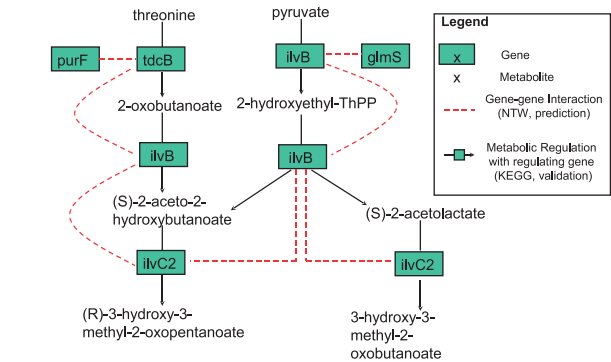 threonine
pyruvate
purF
tdcB
ilvB
glmS
2-oxobutanoate
2-hydroxyethyl-ThPP
ilvB
ilvB
(S)-2-aceto-2-
hydroxybutanoate
(S)-2-acetolactate
ilvC2
ilvC2
(R)-3-hydroxy-3-
methyl-2-oxopentanoate
3-hydroxy-3-
methyl-2-
oxobutanoate
Legend
x
Gene
x
Metabolite
Gene-gene Interaction
(NTW, prediction)
Metabolic Regulation
with regulating gene
(KEGG, validation)